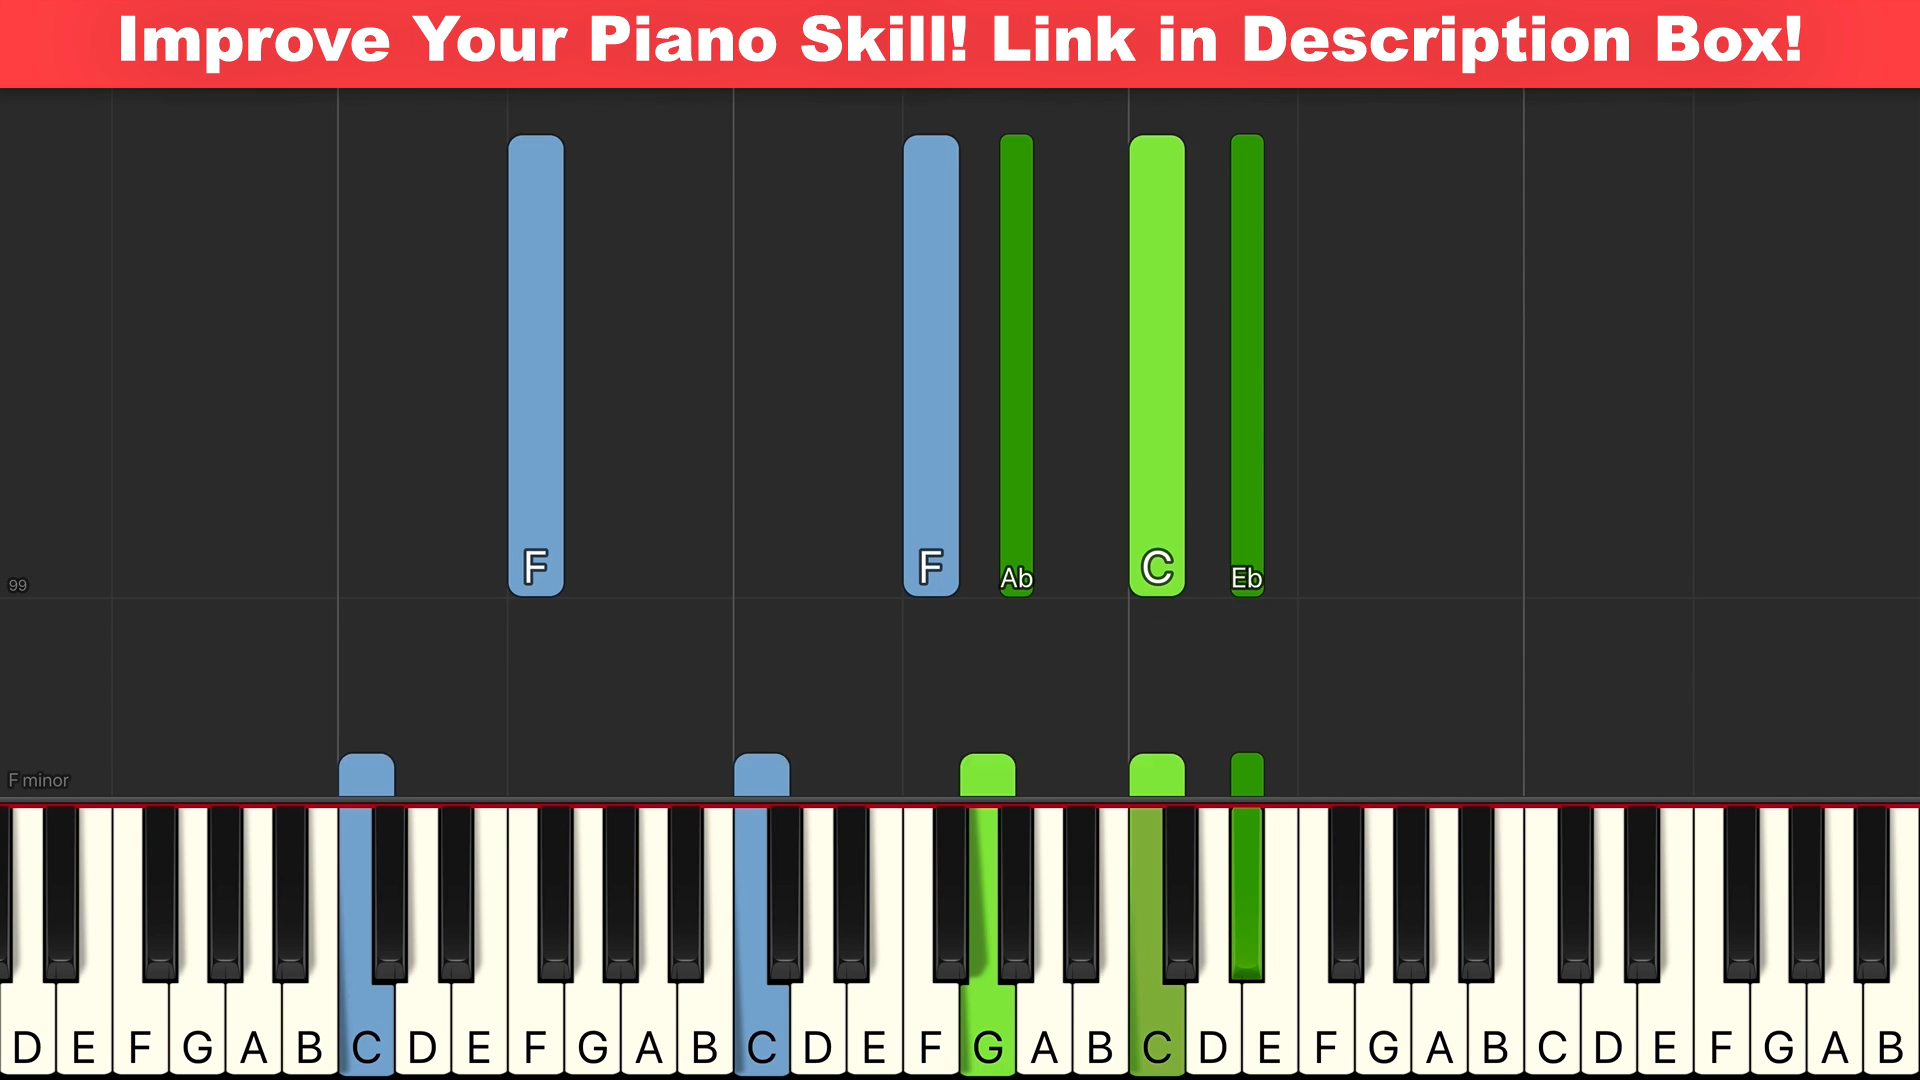 Improve Your Piano Skill! Link in Description Box!
F F Ab C Eb
99
F minor
D E F G A B C D E F G A B C D E F G A B C D E F G A B C D E F G A B